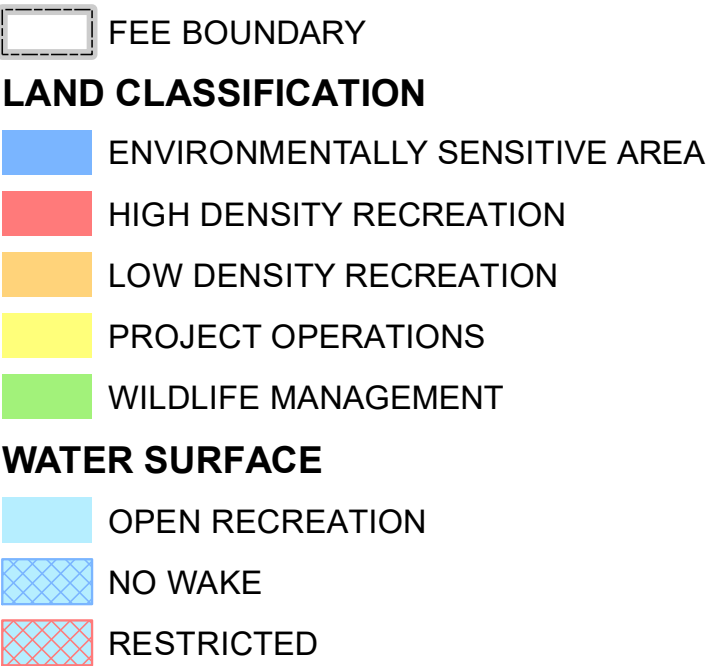 FEE BOUNDARY
LAND CLASSIFICATION
ENVIRONMENTALLY SENSITIVE AREA
HIGH DENSITY RECREATION
LOW DENSITY RECREATION
PROJECT OPERATIONS
WILDLIFE MANAGEMENT
WATER SURFACE
OPEN RECREATION
NO WAKE
RESTRICTED